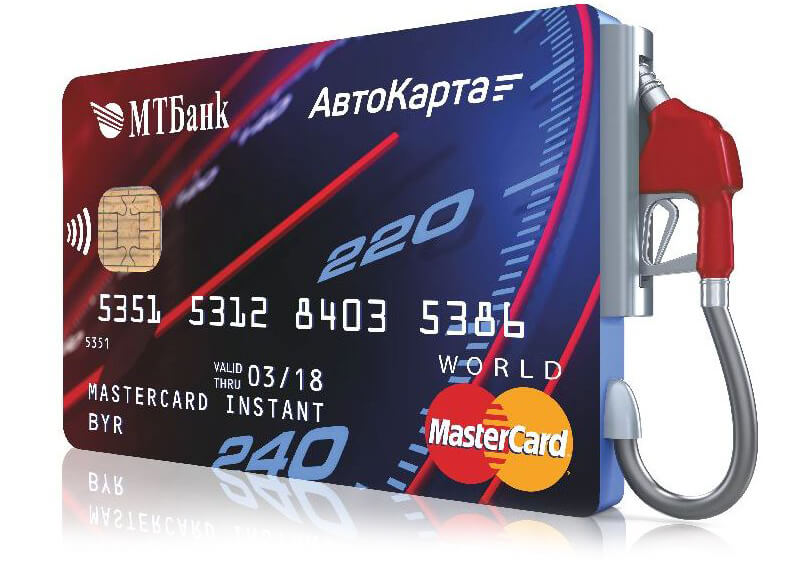 МТБанк
АвтоКарта
220
5351 5312 8403 5386
5351
WORLD
VALID THRU 03/18
MASTERCARD INSTANT
BYR
MasterCard
240